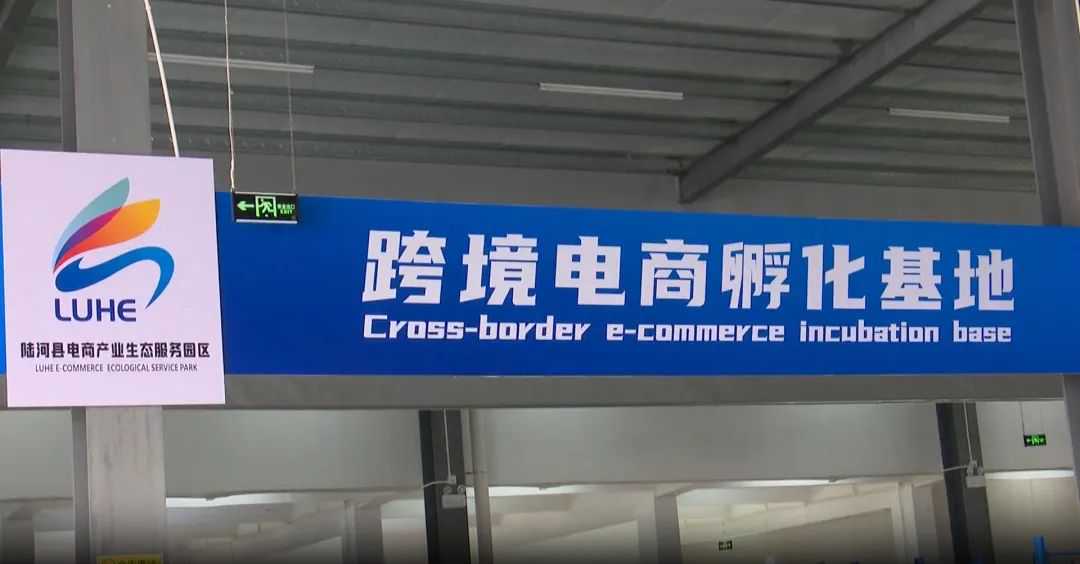 LUHE
陆河县电商产业生态服务园区
LUHE E-COMMERCE ECOLOGICAL SERVICE PARK
EXIT
跨境电商孵化基地
Cross-border e-commerce incubation base